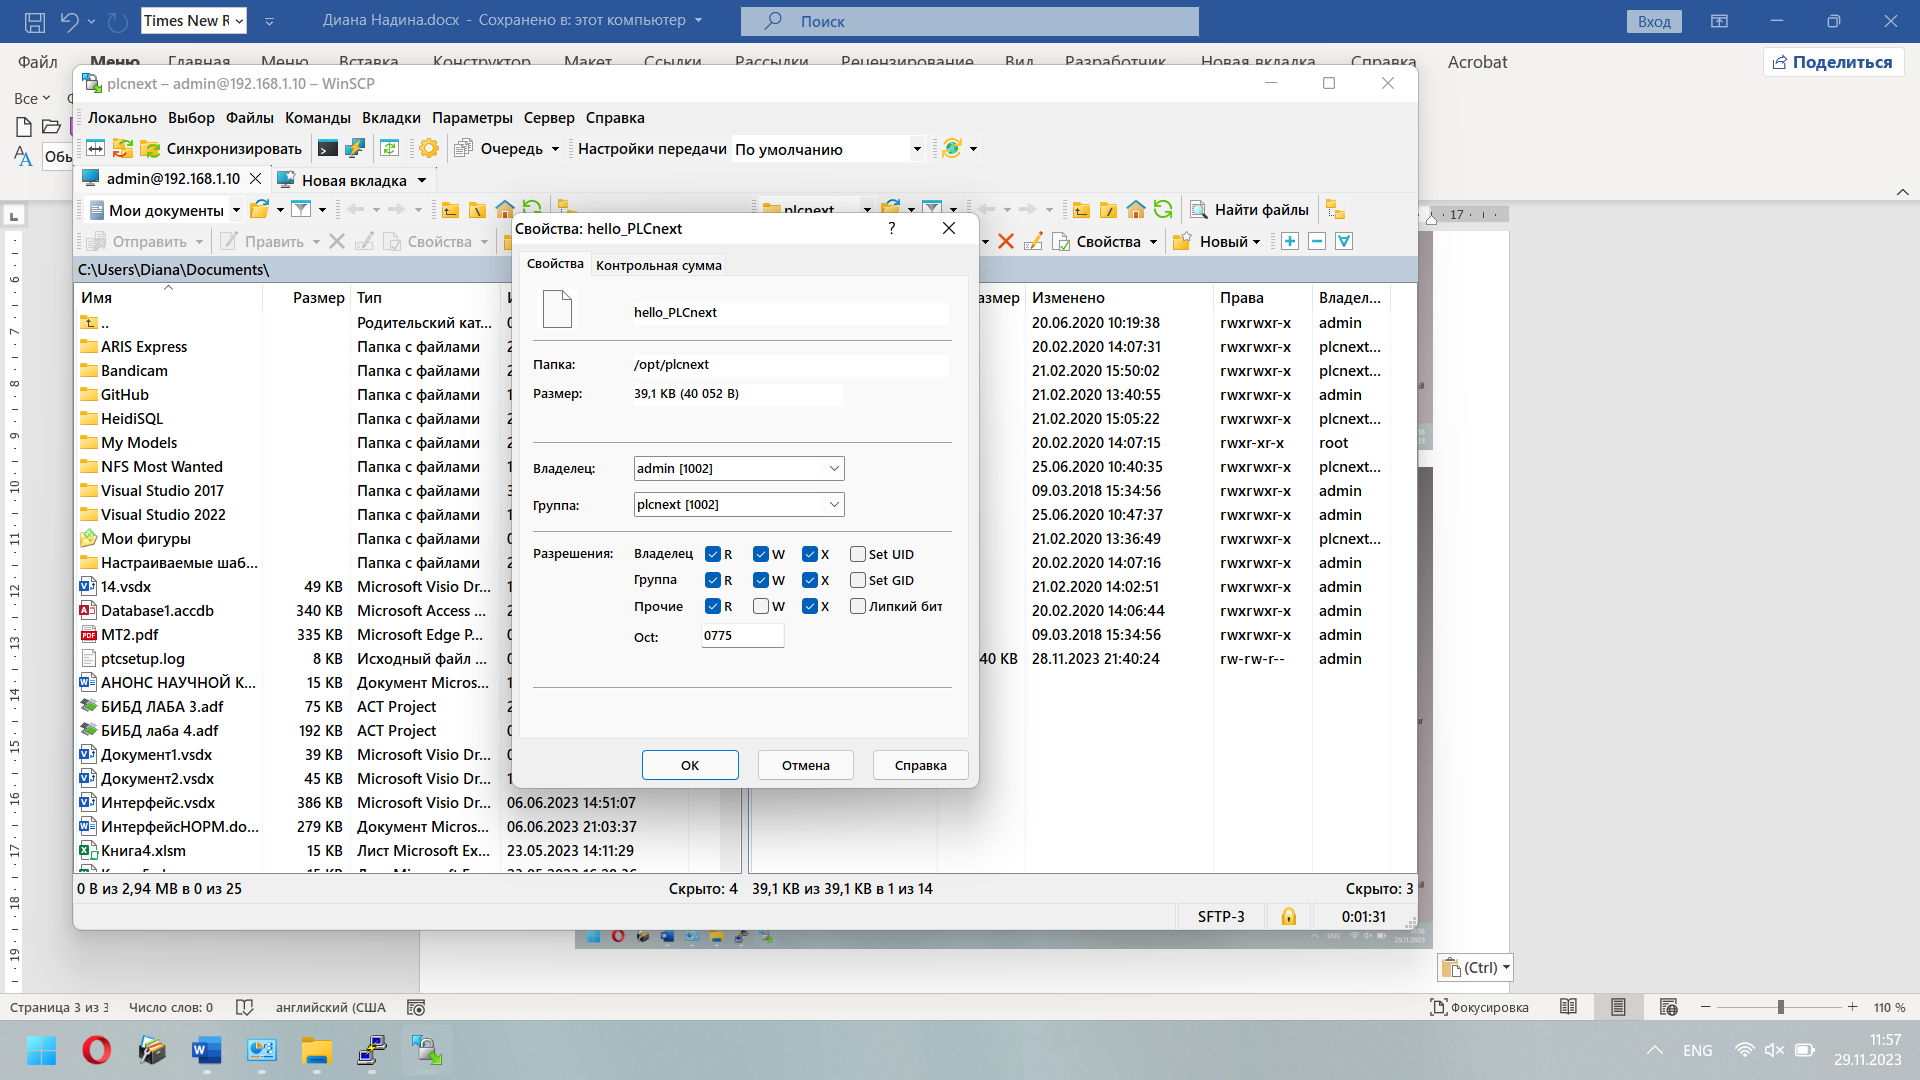 Times New R
Диана Надина.docx - Сохранено в: этот компьютер
Поиск
Вход
Файл
Меню
Главная
Меню
Вставка
Конструктор
Макет
Ссылки
Рассылки
Рецензирование
Вид
Разработчик
Новая вкладка
Справка
Acrobat
Поделиться
Все
plcnext – admin@192.168.1.10 – WinSCP
Локально Выбор Файлы Команды Вкладки Параметры Сервер Справка
Синхронизировать
Очередь
Настройки передачи По умолчанию
admin@192.168.1.10
Новая вкладка
Мои документы
plcnext
Найти файлы
Отправить
Править
Свойства
Свойства
Новый
C:\Users\Diana\Documents\
Имя Размер Тип
..  Родительский кат...
ARIS Express Папка с файлами
Bandicam Папка с файлами
GitHub Папка с файлами
HeidiSQL Папка с файлами
My Models Папка с файлами
NFS Most Wanted Папка с файлами
Visual Studio 2017 Папка с файлами
Visual Studio 2022 Папка с файлами
Мои фигуры Папка с файлами
Настраиваемые шаб... Папка с файлами
14.vsdx 49 KB Microsoft Visio Dr...
Database1.accdb 340 KB Microsoft Access ...
МТ2.pdf 335 KB Microsoft Edge P...
ptcsetup.log 8 KB Исходный файл ...
АНОНС НАУЧНОЙ К... 15 KB Документ Micros...
БИБД ЛАБА 3.adf 75 KB ACT Project
БИБД лаба 4.adf 192 KB ACT Project
Документ1.vsdx 39 KB Microsoft Visio Dr...
Документ2.vsdx 45 KB Microsoft Visio Dr...
Интерфейс.vsdx 386 KB Microsoft Visio Dr... 06.06.2023 14:51:07
ИнтерфейсНОРМ.do... 279 KB Документ Micros... 06.06.2023 21:03:37
Книга4.xlsm 15 KB Лист Microsoft Ex... 23.05.2023 14:11:29
0 B из 2,94 MB в 0 из 25
Скрыто: 4
Свойства: hello_PLCnext
?
Свойства
Контрольная сумма
hello_PLCnext
Папка: /opt/plcnext
Размер: 39,1 KB (40 052 B)
Владелец: admin [1002]
Группа: plcnext [1002]
Разрешения: Владелец R W X Set UID
Группа R W X Set GID
Прочие R W X Липкий бит
Oct: 0775
ОК
Отмена
Справка
азмер Изменено Права Владел...
20.06.2020 10:19:38 rwxrwxr-x admin
20.02.2020 14:07:31 rwxrwxr-x plcnext...
21.02.2020 15:50:02 rwxrwxr-x plcnext...
21.02.2020 13:40:55 rwxrwxr-x admin
21.02.2020 15:05:22 rwxrwxr-x plcnext...
20.02.2020 14:07:15 rwxr-xr-x root
25.06.2020 10:40:35 rwxrwxr-x plcnext...
09.03.2018 15:34:56 rwxrwxr-x admin
25.06.2020 10:47:37 rwxrwxr-x admin
21.02.2020 13:36:49 rwxrwxr-x plcnext...
20.02.2020 14:07:16 rwxrwxr-x admin
21.02.2020 14:02:51 rwxrwxr-x admin
20.02.2020 14:06:44 rwxrwxr-x admin
09.03.2018 15:34:56 rwxrwxr-x admin
40 KB 28.11.2023 21:40:24 rw-rw-r-- admin
39,1 KB из 39,1 KB в 1 из 14
Скрыто: 3
SFTP-3
0:01:31
(Ctrl)
Страница 3 из 3
Число слов: 0
английский (США
Фокусировка
110 %
ENG
11:57
29.11.2023